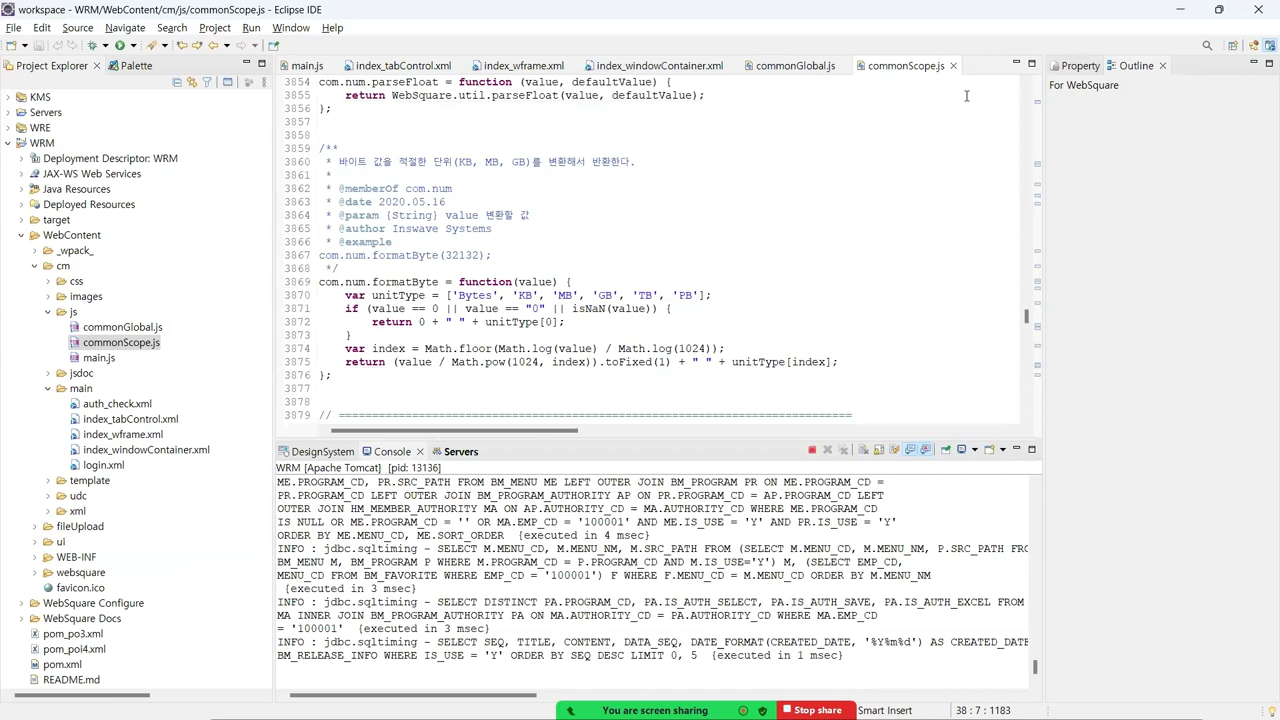 workspace - WRM/WebContent/cm/js/commonScope.js - Eclipse IDE
File Edit Source Navigate Search Project Run Window Help
Project Explorer Palette
main.js index_tabControl.xml index_wframe.xml index_windowContainer.xml commonGlobal.js commonScope.js
Property Outline
For WebSquare
KMS
Servers
WRE
WRM
Deployment Descriptor: WRM
JAX-WS Web Services
Java Resources
Deployed Resources
target
WebContent
_wpack_
cm
css
images
js
commonGlobal.js
commonScope.js
main.js
jsdoc
main
auth_check.xml
index_tabControl.xml
index_wframe.xml
index_windowContainer.xml
login.xml
template
udc
xml
fileUpload
ui
WEB-INF
websquare
favicon.ico
WebSquare Configure
WebSquare Docs
pom_po3.xml
pom_poi4.xml
pom.xml
README.md
3854 com.num.parseFloat = function (value, defaultValue) {
3855 return WebSquare.util.parseFloat(value, defaultValue);
3856 };
3857
3858
3859 /**
3860 * 바이트 값을 적절한 단위(KB, MB, GB)를 변환해서 반환한다.
3861 *
3862 * @memberOf com.num
3863 * @date 2020.05.16
3864 * @param {String} value 변환할 값
3865 * @author Inswave Systems
3866 * @example
3867 com.num.formatByte(32132);
3868 */
3869 com.num.formatByte = function(value) {
3870 var unitType = ['Bytes', 'KB', 'MB', 'GB', 'TB', 'PB'];
3871 if (value == 0 || value == "0" || isNaN(value)) {
3872 return 0 + " " + unitType[0];
3873 }
3874 var index = Math.floor(Math.log(value) / Math.log(1024));
3875 return (value / Math.pow(1024, index)).toFixed(1) + " " + unitType[index];
3876 };
3877
3878
3879 // =============================================================================
DesignSystem Console Servers
WRM [Apache Tomcat] [pid: 13136]
ME.PROGRAM_CD, PR.SRC_PATH FROM BM_MENU ME LEFT OUTER JOIN BM_PROGRAM PR ON ME.PROGRAM_CD =
PR.PROGRAM_CD LEFT OUTER JOIN BM_PROGRAM_AUTHORITY AP ON PR.PROGRAM_CD = AP.PROGRAM_CD LEFT
OUTER JOIN HM_MEMBER_AUTHORITY MA ON AP.AUTHORITY_CD = MA.AUTHORITY_CD WHERE ME.PROGRAM_CD
IS NULL OR ME.PROGRAM_CD = '' OR MA.EMP_CD = '100001' AND ME.IS_USE = 'Y' AND PR.IS_USE = 'Y'
ORDER BY ME.MENU_CD, ME.SORT_ORDER {executed in 4 msec}
INFO : jdbc.sqltiming - SELECT M.MENU_CD, M.MENU_NM, M.SRC_PATH FROM (SELECT M.MENU_CD, M.MENU_NM, P.SRC_PATH FRO
BM_MENU M, BM_PROGRAM P WHERE M.PROGRAM_CD = P.PROGRAM_CD AND M.IS_USE='Y') M, (SELECT EMP_CD,
MENU_CD FROM BM_FAVORITE WHERE EMP_CD = '100001') F WHERE F.MENU_CD = M.MENU_CD ORDER BY M.MENU_NM
{executed in 3 msec}
INFO : jdbc.sqltiming - SELECT DISTINCT PA.PROGRAM_CD, PA.IS_AUTH_SELECT, PA.IS_AUTH_SAVE, PA.IS_AUTH_EXCEL FROM
MA INNER JOIN BM_PROGRAM_AUTHORITY PA ON MA.AUTHORITY_CD = PA.AUTHORITY_CD WHERE MA.EMP_CD
= '100001' {executed in 3 msec}
INFO : jdbc.sqltiming - SELECT SEQ, TITLE, CONTENT, DATA_SEQ, DATE_FORMAT(CREATED_DATE, '%Y%m%d') AS CREATED_DATE
BM_RELEASE_INFO WHERE IS_USE = 'Y' ORDER BY SEQ DESC LIMIT 0, 5 {executed in 1 msec}
You are screen sharing Stop share Smart Insert 38 : 7 : 1183